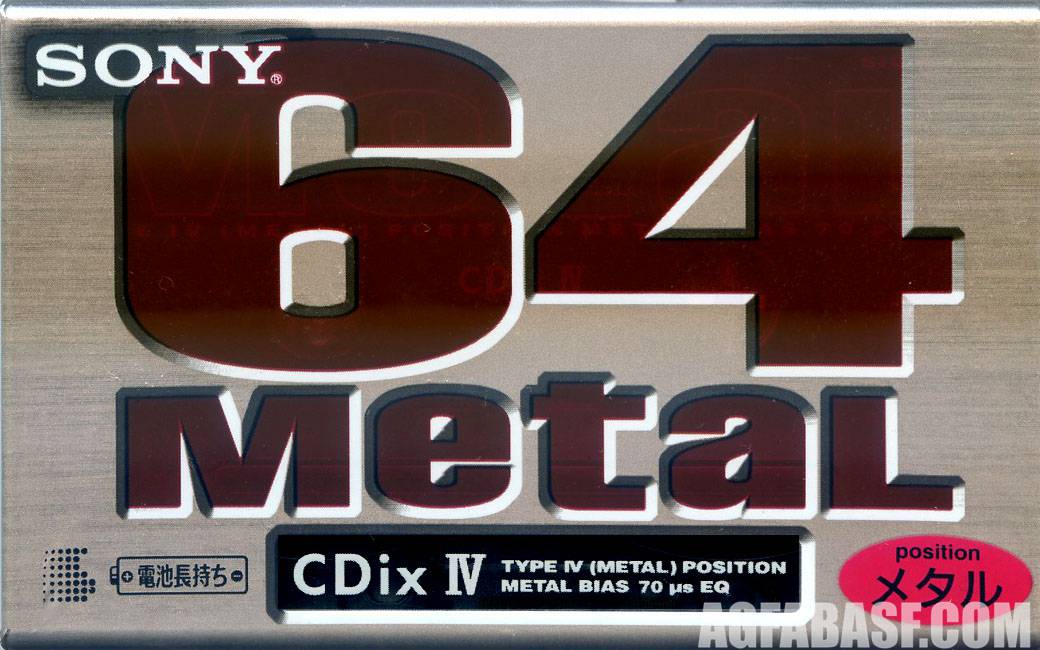 SONY®
64
Metal
電池長持ち
CDix IV
TYPE IV (METAL) POSITION
METAL BIAS 70 µs EQ
position
メタル
AGFABASF.COM